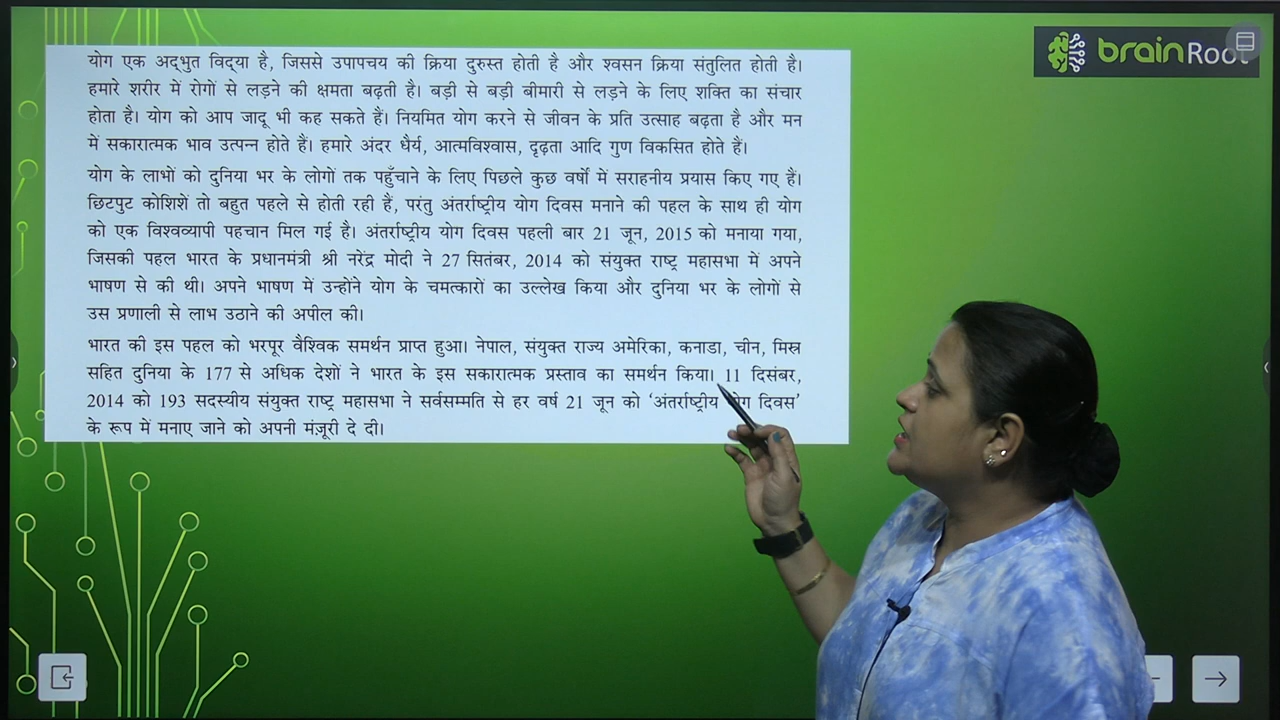 योग एक अद्भुत विद्या है, जिससे उपापचय की क्रिया दुरुस्त होती है और श्वसन क्रिया संतुलित होती है।
हमारे शरीर में रोगों से लड़ने की क्षमता बढ़ती है। बड़ी से बड़ी बीमारी से लड़ने के लिए शक्ति का संचार
होता है। योग को आप जादू भी कह सकते हैं। नियमित योग करने से जीवन के प्रति उत्साह बढ़ता है और मन
में सकारात्मक भाव उत्पन्न होते हैं। हमारे अंदर धैर्य, आत्मविश्वास, दृढ़ता आदि गुण विकसित होते हैं।
योग के लाभों को दुनिया भर के लोगों तक पहुँचाने के लिए पिछले कुछ वर्षों में सराहनीय प्रयास किए गए हैं।
छिटपुट कोशिशें तो बहुत पहले से होती रही हैं, परंतु अंतर्राष्ट्रीय योग दिवस मनाने की पहल के साथ ही योग
को एक विश्वव्यापी पहचान मिल गई है। अंतर्राष्ट्रीय योग दिवस पहली बार 21 जून, 2015 को मनाया गया,
जिसकी पहल भारत के प्रधानमंत्री श्री नरेंद्र मोदी ने 27 सितंबर, 2014 को संयुक्त राष्ट्र महासभा में अपने
भाषण से की थी। अपने भाषण में उन्होंने योग के चमत्कारों का उल्लेख किया और दुनिया भर के लोगों से
उस प्रणाली से लाभ उठाने की अपील की।
भारत की इस पहल को भरपूर वैश्विक समर्थन प्राप्त हुआ। नेपाल, संयुक्त राज्य अमेरिका, कनाडा, चीन, मिस्र
सहित दुनिया के 177 से अधिक देशों ने भारत के इस सकारात्मक प्रस्ताव का समर्थन किया। 11 दिसंबर,
2014 को 193 सदस्यीय संयुक्त राष्ट्र महासभा ने सर्वसम्मति से हर वर्ष 21 जून को ‘अंतर्राष्ट्रीय योग दिवस’
के रूप में मनाए जाने को अपनी मंज़ूरी दे दी।
brainRoot